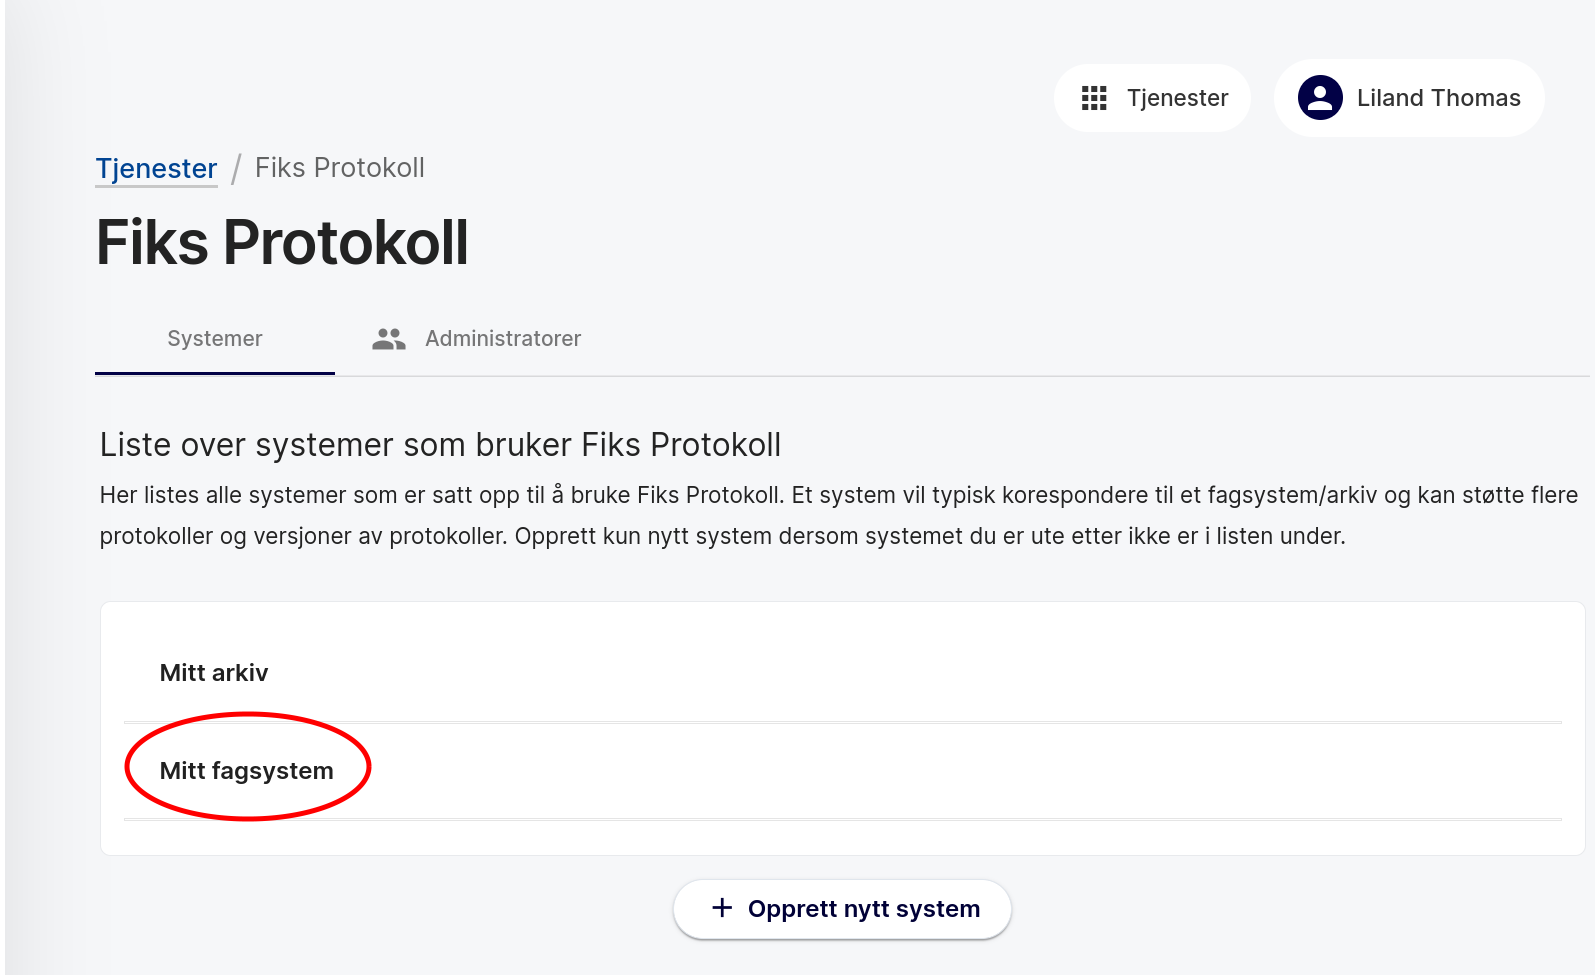 Tjenester
Liland Thomas
Tjenester / Fiks Protokoll
Fiks Protokoll
Systemer
Administratorer
Liste over systemer som bruker Fiks Protokoll
Her listes alle systemer som er satt opp til å bruke Fiks Protokoll. Et system vil typisk korespondere til et fagsystem/arkiv og kan støtte flere
protokoller og versjoner av protokoller. Opprett kun nytt system dersom systemet du er ute etter ikke er i listen under.
Mitt arkiv
Mitt fagsystem
+ Opprett nytt system